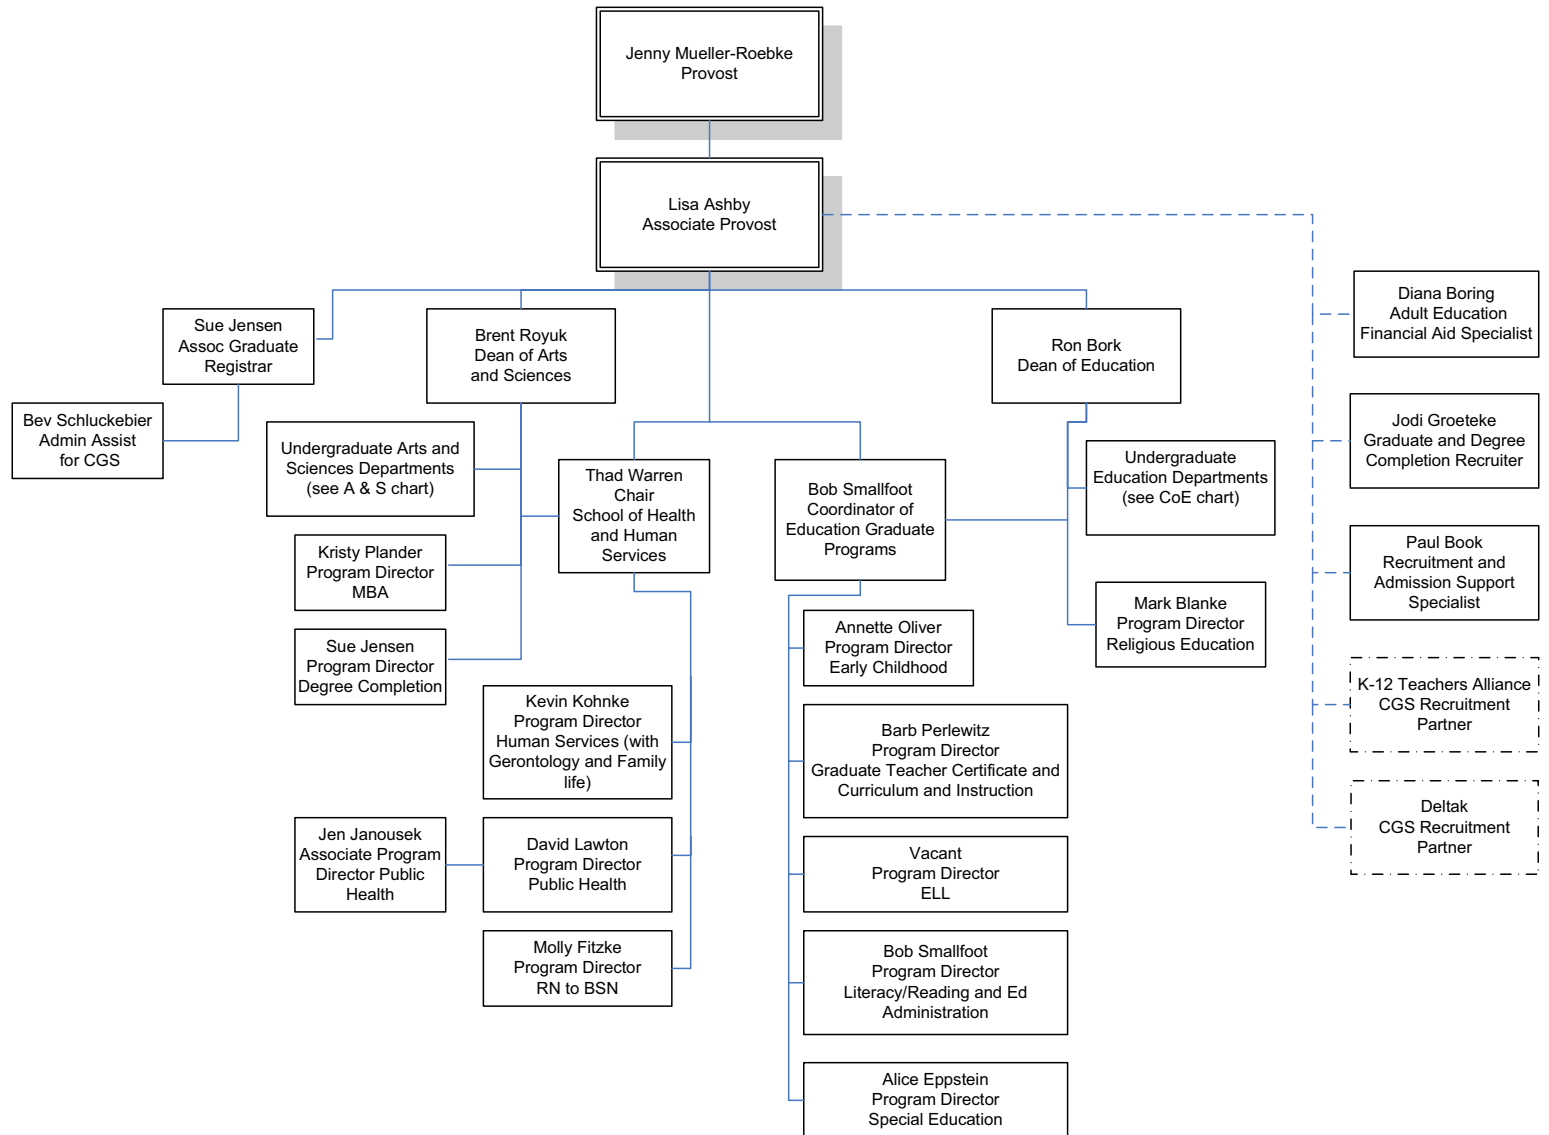 Jenny Mueller-Roebke
Provost
Lisa Ashby
Associate Provost
Sue Jensen
Assoc Graduate
Registrar
Bev Schluckebier
Admin Assist
for CGS
Brent Royuk
Dean of Arts
and Sciences
Undergraduate Arts and
Sciences Departments
(see A & S chart)
Kristy Plander
Program Director
MBA
Sue Jensen
Program Director
Degree Completion
Thad Warren
Chair
School of Health
and Human
Services
Kevin Kohnke
Program Director
Human Services (with
Gerontology and Family
life)
Jen Janousek
Associate Program
Director Public
Health
David Lawton
Program Director
Public Health
Molly Fitzke
Program Director
RN to BSN
Bob Smallfoot
Coordinator of
Education Graduate
Programs
Annette Oliver
Program Director
Early Childhood
Barb Perlewitz
Program Director
Graduate Teacher Certificate and
Curriculum and Instruction
Vacant
Program Director
ELL
Bob Smallfoot
Program Director
Literacy/Reading and Ed
Administration
Alice Eppstein
Program Director
Special Education
Ron Bork
Dean of Education
Undergraduate
Education Departments
(see CoE chart)
Mark Blanke
Program Director
Religious Education
Diana Boring
Adult Education
Financial Aid Specialist
Jodi Groeteke
Graduate and Degree
Completion Recruiter
Paul Book
Recruitment and
Admission Support
Specialist
K-12 Teachers Alliance
CGS Recruitment
Partner
Deltak
CGS Recruitment
Partner